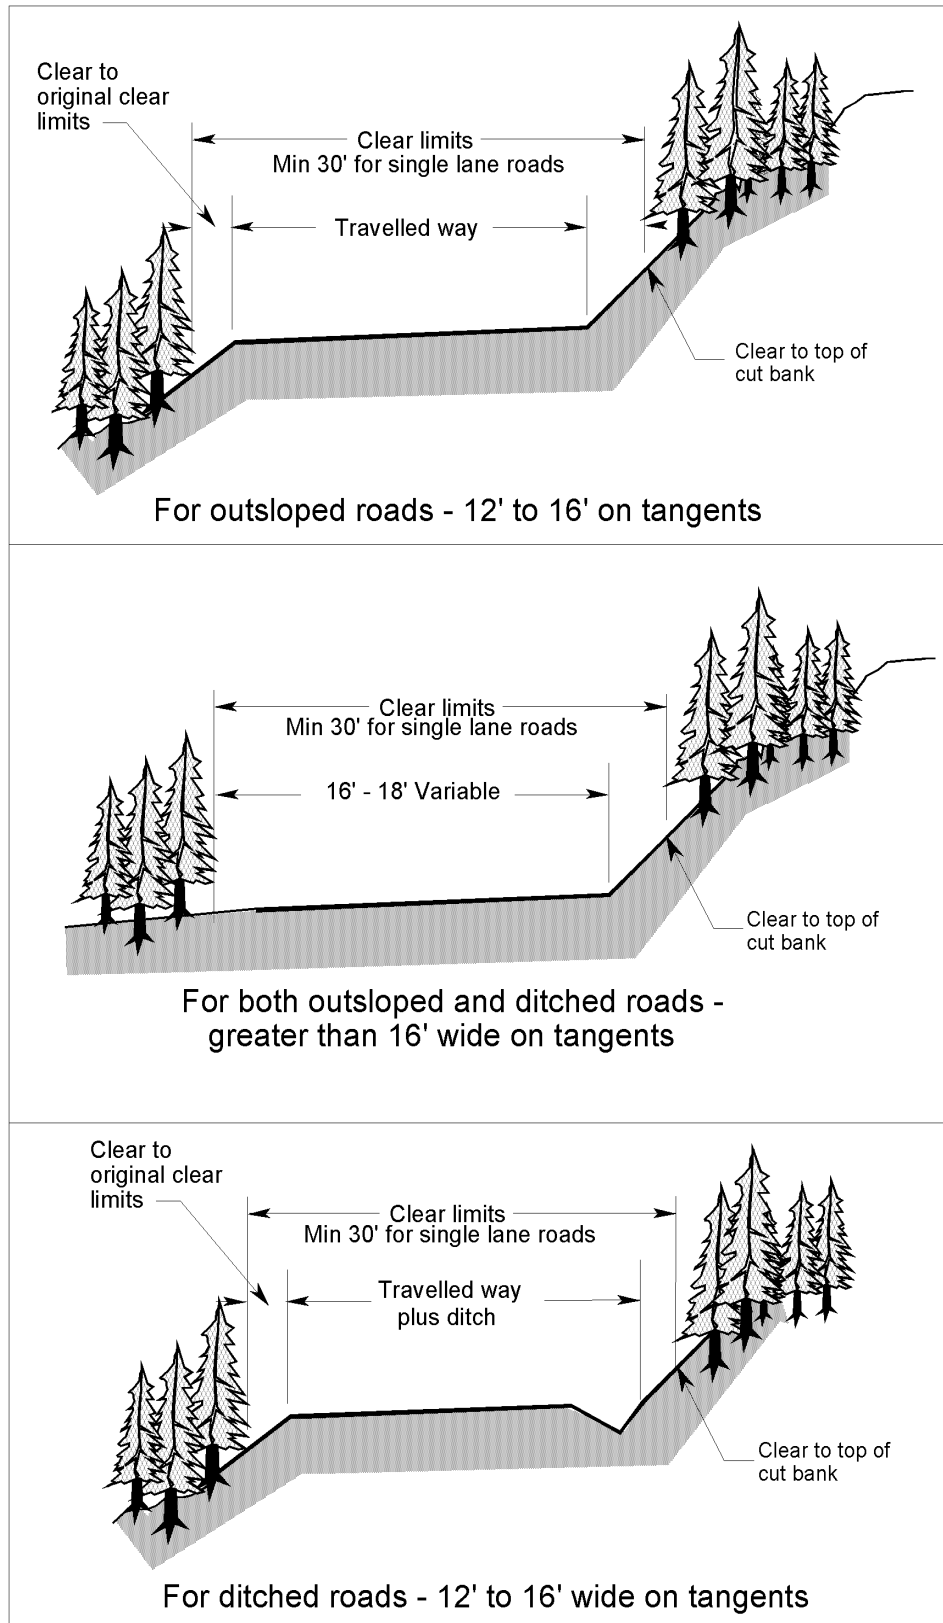 Clear to
original clear
limits
Clear limits
Min 30' for single lane roads
Travelled way
Clear to top of
cut bank
For outsloped roads - 12' to 16' on tangents
Clear limits
Min 30' for single lane roads
16' - 18' Variable
Clear to top of
cut bank
For both outsloped and ditched roads -
greater than 16' wide on tangents
Clear to
original clear
limits
Clear limits
Min 30' for single lane roads
Travelled way
plus ditch
Clear to top of
cut bank
For ditched roads - 12' to 16' wide on tangents